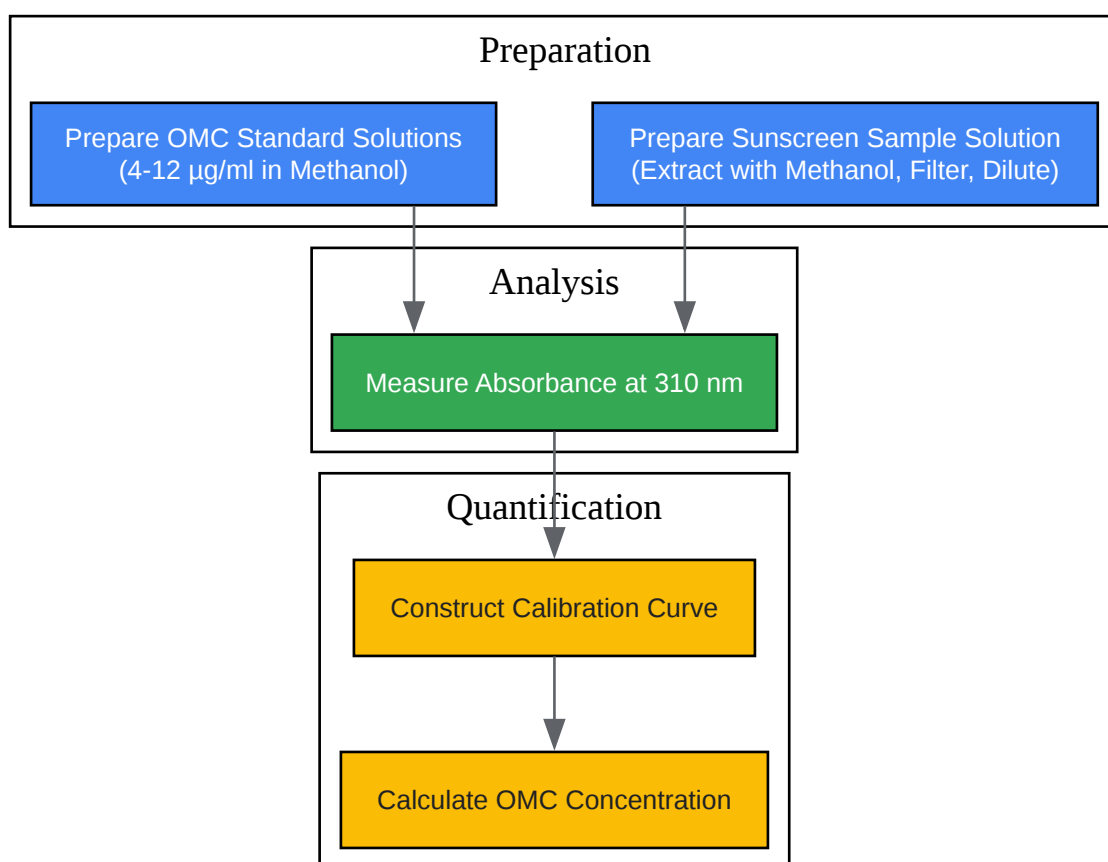 Preparation
Prepare OMC Standard Solutions
(4-12 µg/ml in Methanol)
Prepare Sunscreen Sample Solution
(Extract with Methanol, Filter, Dilute)
Analysis
Measure Absorbance at 310 nm
Quantification
Construct Calibration Curve
Calculate OMC Concentration